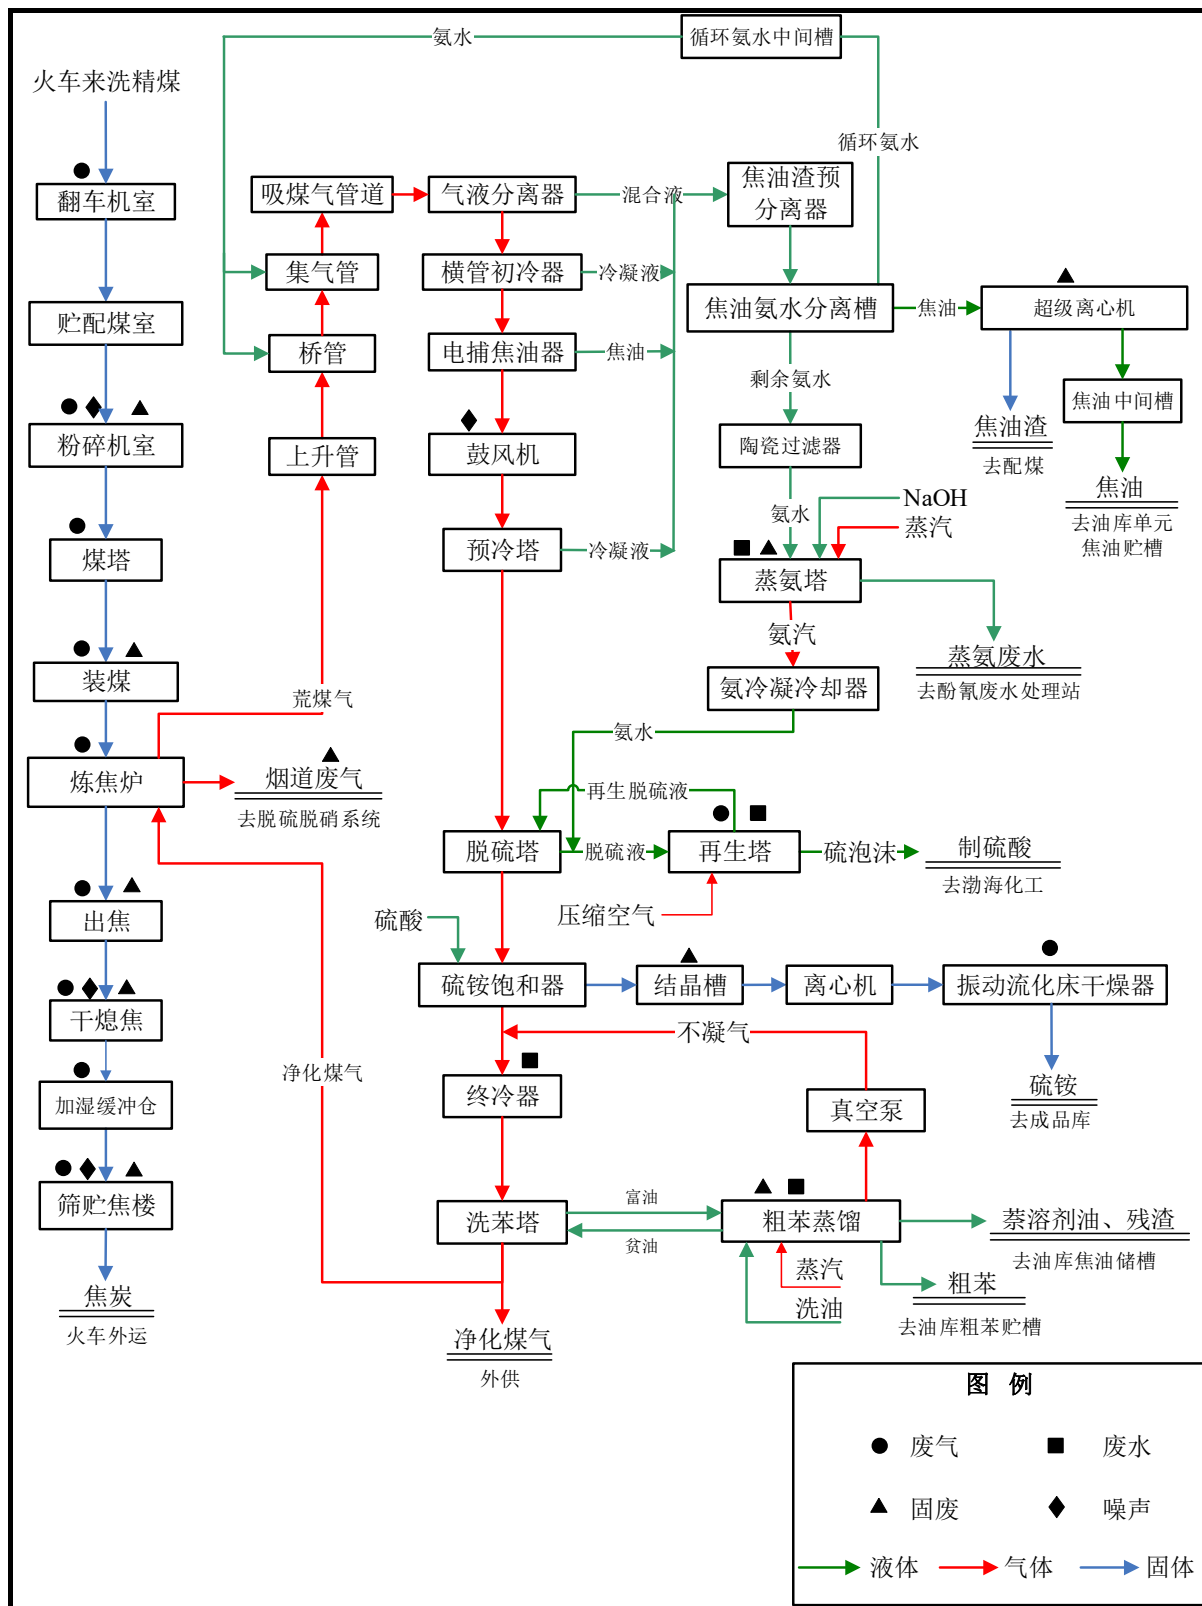 氨水
循环氨水中间槽
火车来洗精煤
循环氨水
翻车机室
吸煤气管道
气液分离器
混合液
焦油渣预
分离器
集气管
横管初冷器
冷凝液
贮配煤室
焦油氨水分离槽
焦油
超级离心机
桥管
电捕焦油器
焦油
剩余氨水
焦油中间槽
粉碎机室
上升管
鼓风机
陶瓷过滤器
焦油渣
去配煤
焦油
去油库单元
焦油贮槽
NaOH
氨水
蒸汽
煤塔
预冷塔
冷凝液
蒸氨塔
氨汽
蒸氨废水
去酚氰废水处理站
装煤
荒煤气
氨冷凝冷却器
氨水
炼焦炉
烟道废气
去脱硫脱硝系统
再生脱硫液
脱硫塔
脱硫液
再生塔
硫泡沫
制硫酸
去渤海化工
出焦
硫酸
压缩空气
硫铵饱和器
结晶槽
离心机
振动流化床干燥器
干熄焦
不凝气
净化煤气
硫铵
去成品库
加湿缓冲仓
终冷器
真空泵
筛贮焦楼
洗苯塔
富油
贫油
粗苯蒸馏
萘溶剂油、残渣
去油库焦油储槽
蒸汽
洗油
粗苯
去油库粗苯贮槽
焦炭
火车外运
净化煤气
外供
图 例
废气
废水
固废
噪声
液体
气体
固体